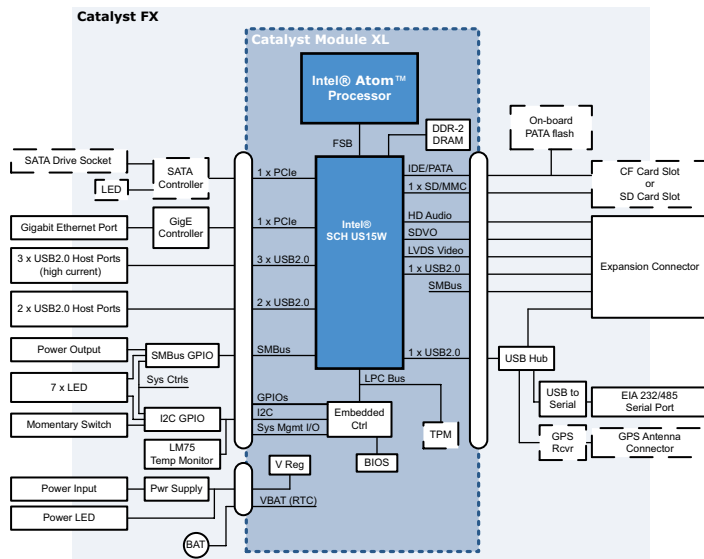 Catalyst FX
Catalyst Module XL
Intel® Atom™
Processor
FSB
DDR-2
DRAM
On-board
PATA flash
SATA Drive Socket
LED
SATA
Controller
1 x PCIe
IDE/PATA
1 x SD/MMC
CF Card Slot
or
SD Card Slot
Gigabit Ethernet Port
GigE
Controller
1 x PCIe
Intel®
SCH US15W
HD Audio
SDVO
LVDS Video
1 x USB2.0
SMBus
Expansion Connector
3 x USB2.0 Host Ports
(high current)
3 x USB2.0
2 x USB2.0 Host Ports
2 x USB2.0
Power Output
SMBus GPIO
SMBus
1 x USB2.0
USB Hub
7 x LED
Sys Ctrls
LPC Bus
Momentary Switch
I2C GPIO
GPIOs
I2C
Sys Mgmt I/O
Embedded
Ctrl
TPM
USB to
Serial
EIA 232/485
Serial Port
LM75
Temp Monitor
BIOS
GPS
Rcvr
GPS Antenna
Connector
V Reg
Power Input
Pwr Supply
VBAT (RTC)
Power LED
BAT